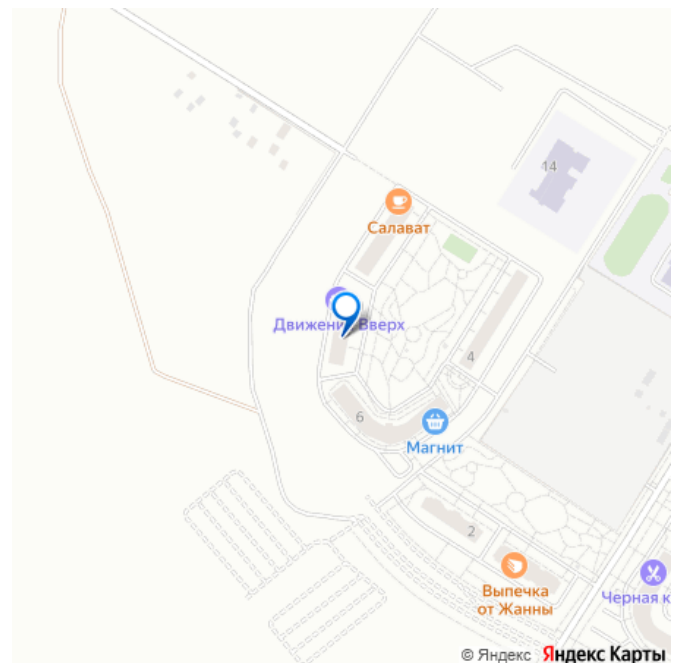 14
Салават
Движение Вверх
4
6
Магнит
2
Выпечка
от Жанны
Черная к
© Яндекс Яндекс Карты